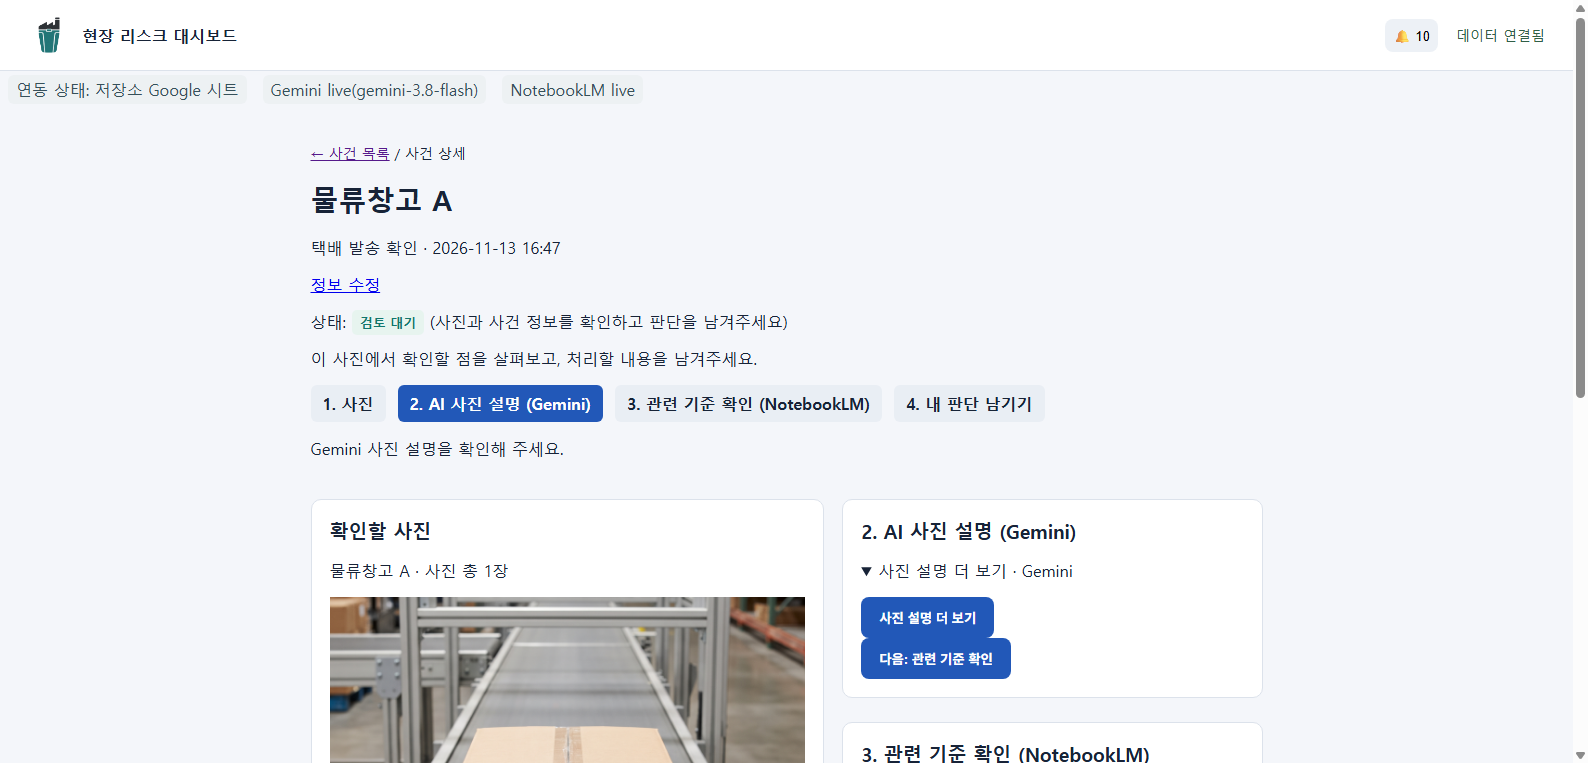 현장 리스크 대시보드
10
데이터 연결됨
연동 상태: 저장소 Google 시트
Gemini live(gemini-3.8-flash)
NotebookLM live
← 사건 목록 / 사건 상세
물류창고 A
택배 발송 확인 · 2026-11-13 16:47
정보 수정
상태: 검토 대기 (사진과 사건 정보를 확인하고 판단을 남겨주세요)
이 사진에서 확인할 점을 살펴보고, 처리할 내용을 남겨주세요.
1. 사진
2. AI 사진 설명 (Gemini)
3. 관련 기준 확인 (NotebookLM)
4. 내 판단 남기기
Gemini 사진 설명을 확인해 주세요.
확인할 사진
물류창고 A · 사진 총 1장
2. AI 사진 설명 (Gemini)
▼ 사진 설명 더 보기 · Gemini
사진 설명 더 보기
다음: 관련 기준 확인
3. 관련 기준 확인 (NotebookLM)